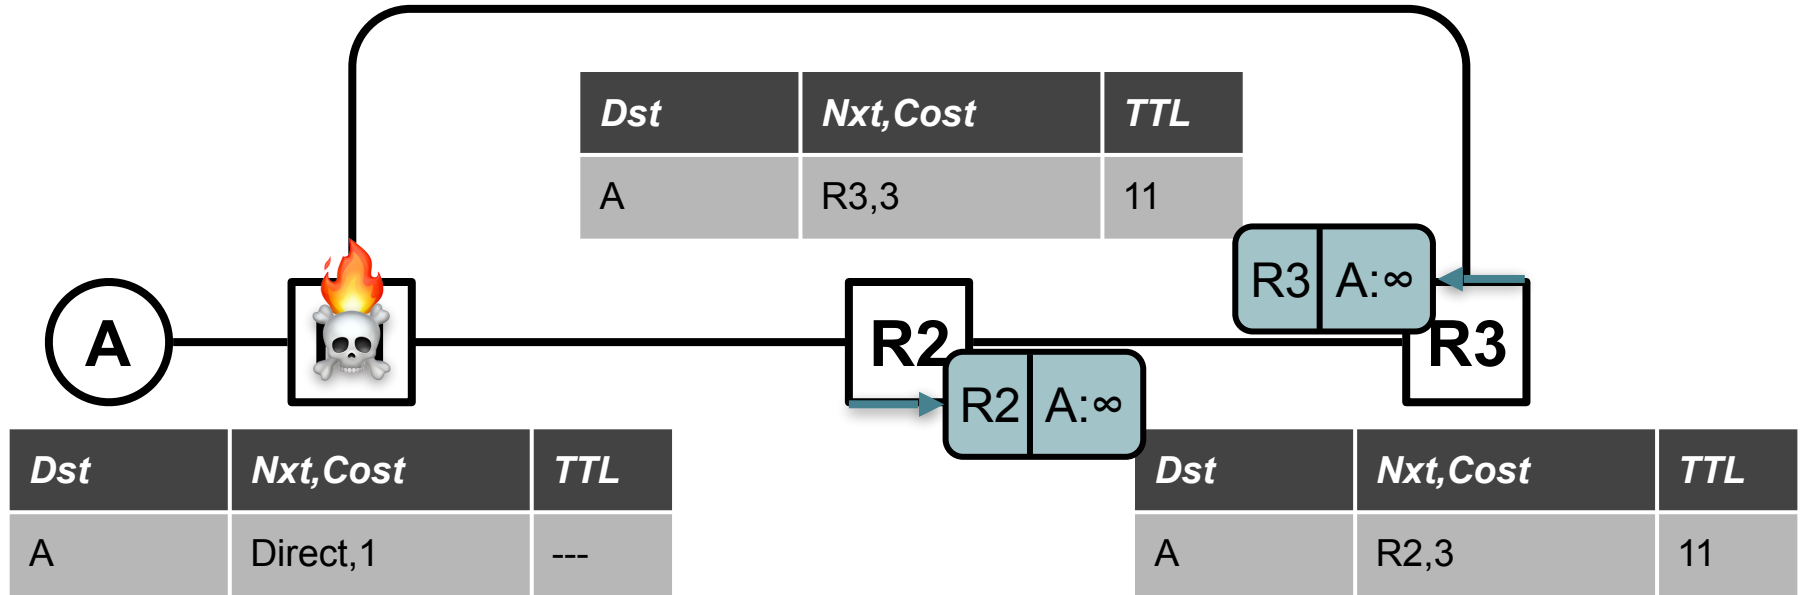 Dst Nxt,Cost TTL
A R3,3 11
R3 A:∞
A R2 R3
R2 A:∞
Dst Nxt,Cost TTL
A Direct,1 ---
Dst Nxt,Cost TTL
A R2,3 11